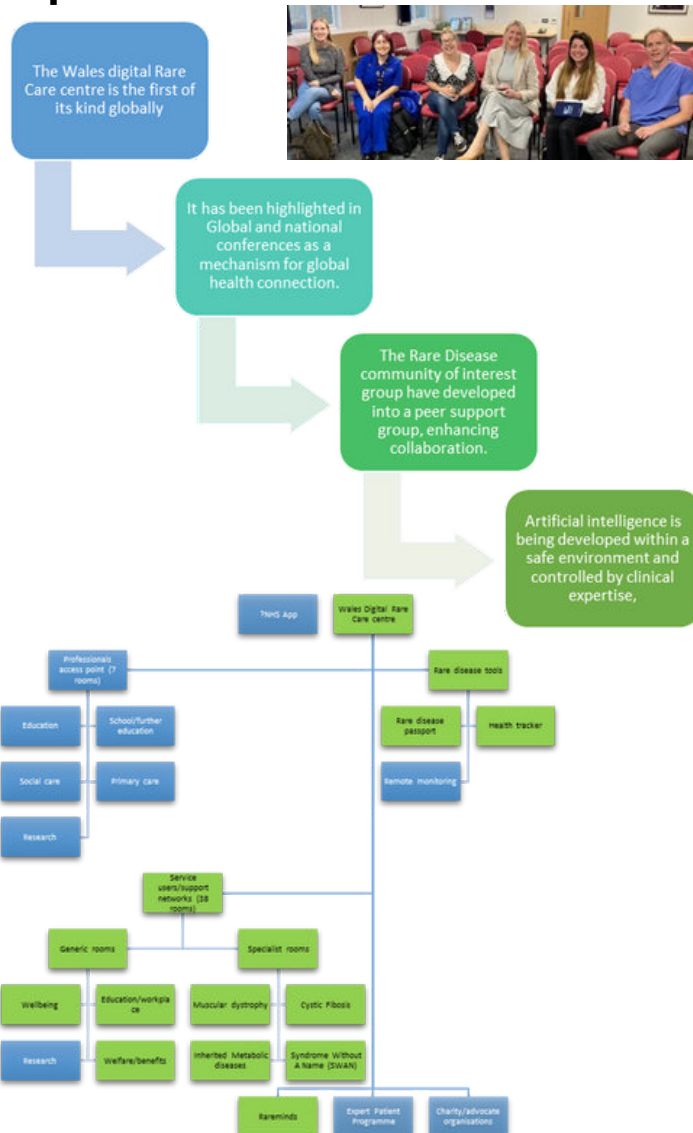 The Wales digital Rare
Care centre is the first of
its kind globally
It has been highlighted in
Global and national
conferences as a
mechanism for global
health connection.
The Rare Disease
community of interest
group have developed
into a peer support
group, enhancing
collaboration.
Artificial intelligence is
being developed within a
safe environment and
controlled by clinical
expertise,
?NHS App
Wales Digital Rare
Care centre
Professionals
access point (7
rooms)
Rare disease tools
Education
School/further
education
Rare disease
passport
Health tracker
Social care
Primary care
Remote monitoring
Research
Service
users/support
networks (38
rooms)
Generic rooms
Specialist rooms
Wellbeing
Education/workpla
ce
Muscular dystrophy
Cystic Fibosis
Research
Welfare/benefits
Inherited Metabolic
diseases
Syndrome Without
A Name (SWAN)
Rareminds
Expert Patient
Programme
Charity/advocate
organisations